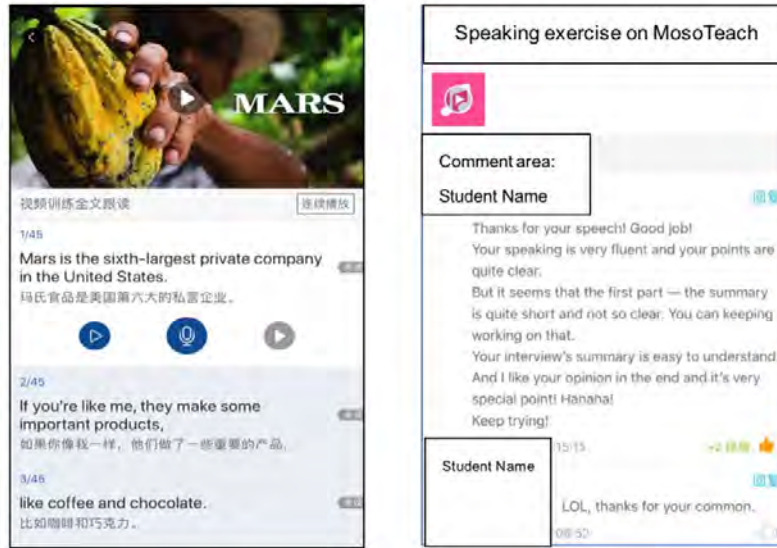 MARS
视频训练全文跟读
连续播放
1/45
Mars is the sixth-largest private company
in the United States.
玛氏食品是美国第六大的私营企业。
2/45
If you're like me, they make some
important products,
如果你像我一样，他们做了一些重要的产品,
3/45
like coffee and chocolate.
比如咖啡和巧克力。
Speaking exercise on MosoTeach
Comment area:
Student Name
回复
Thanks for your speech! Good job!
Your speaking is very fluent and your points are
quite clear.
But it seems that the first part — the summary
is quite short and not so clear. You can keeping
working on that.
Your interview's summary is easy to understand
And I like your opinion in the end and it's very
special point! Hahaha!
Keep trying!
15:15
Student Name
回复
LOL, thanks for your common.
08:52